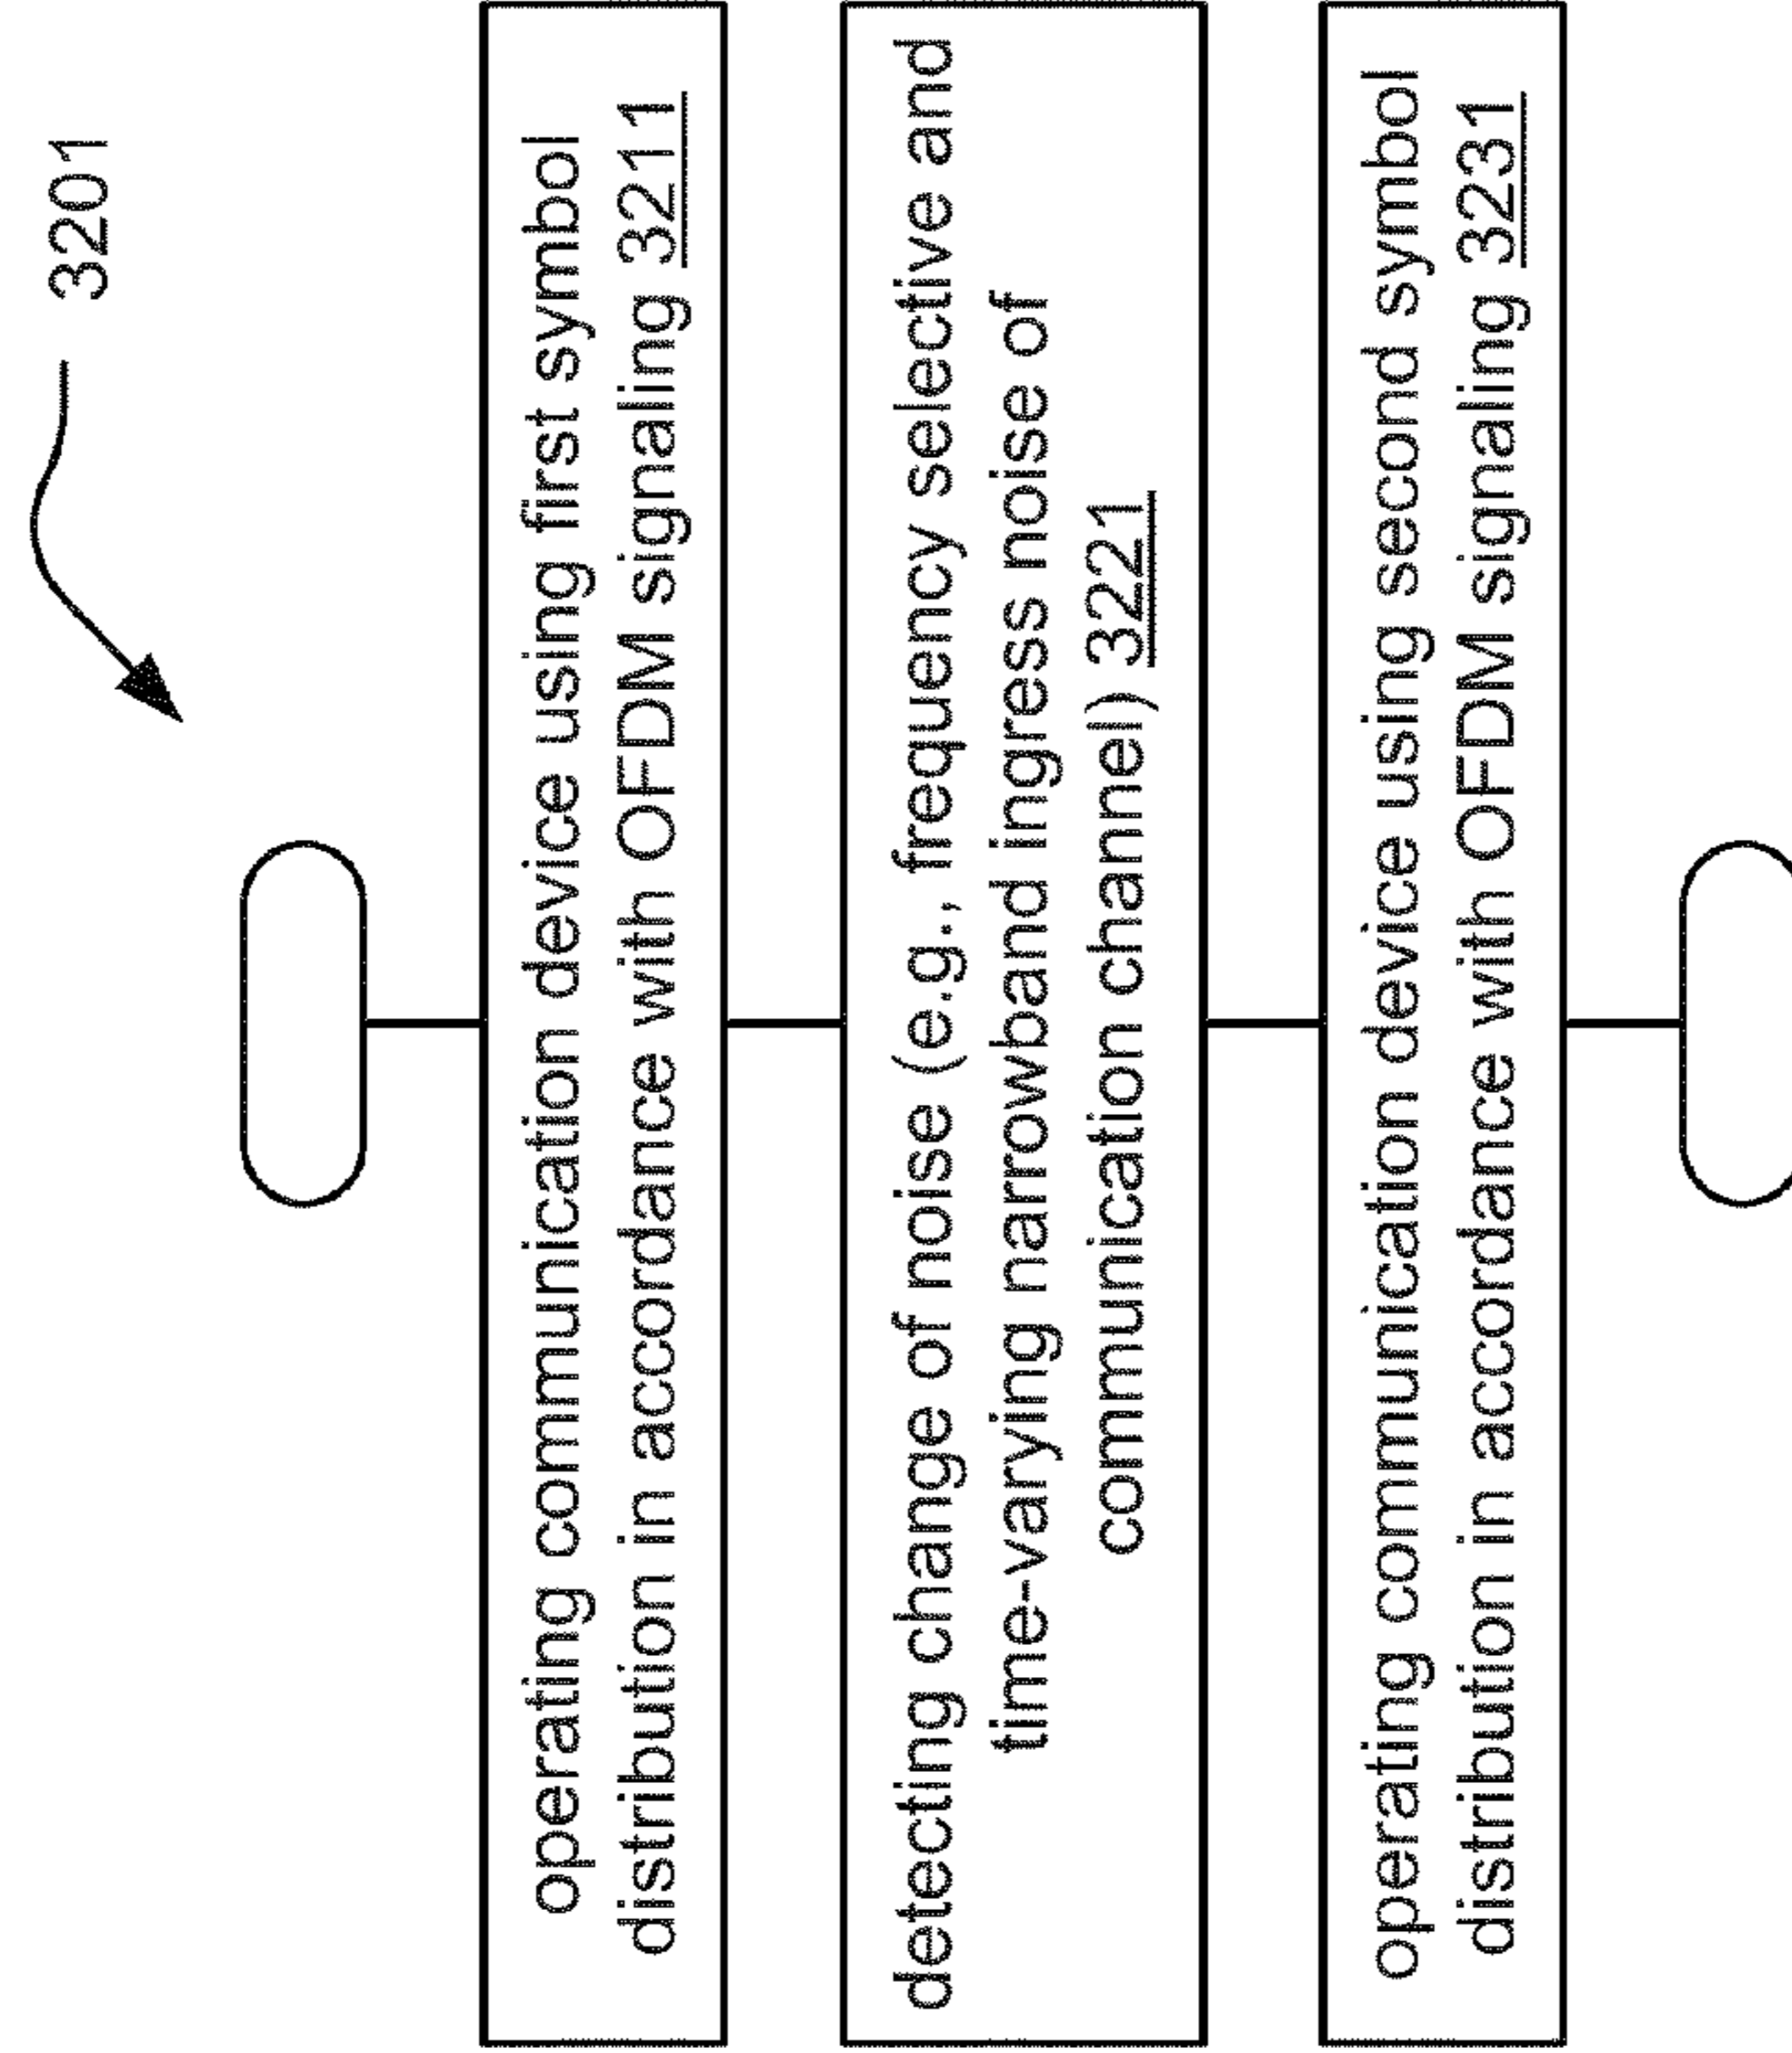 3201
operating communication device using first symbol
distribution in accordance with OFDM signaling 3211
detecting change of noise (e.g., frequency selective and
time-varying narrowband ingress noise of
communication channel) 3221
operating communication device using second symbol
distribution in accordance with OFDM signaling 3231